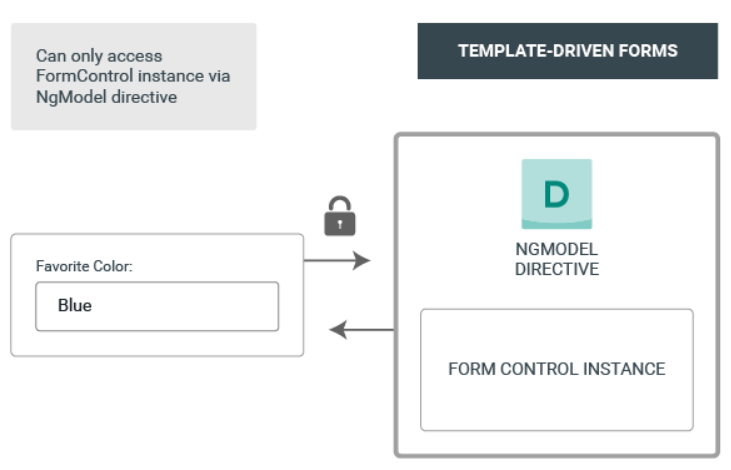 Can only access
FormControl instance via
NgModel directive
TEMPLATE-DRIVEN FORMS
D
NGMODEL
DIRECTIVE
Favorite Color:
Blue
FORM CONTROL INSTANCE